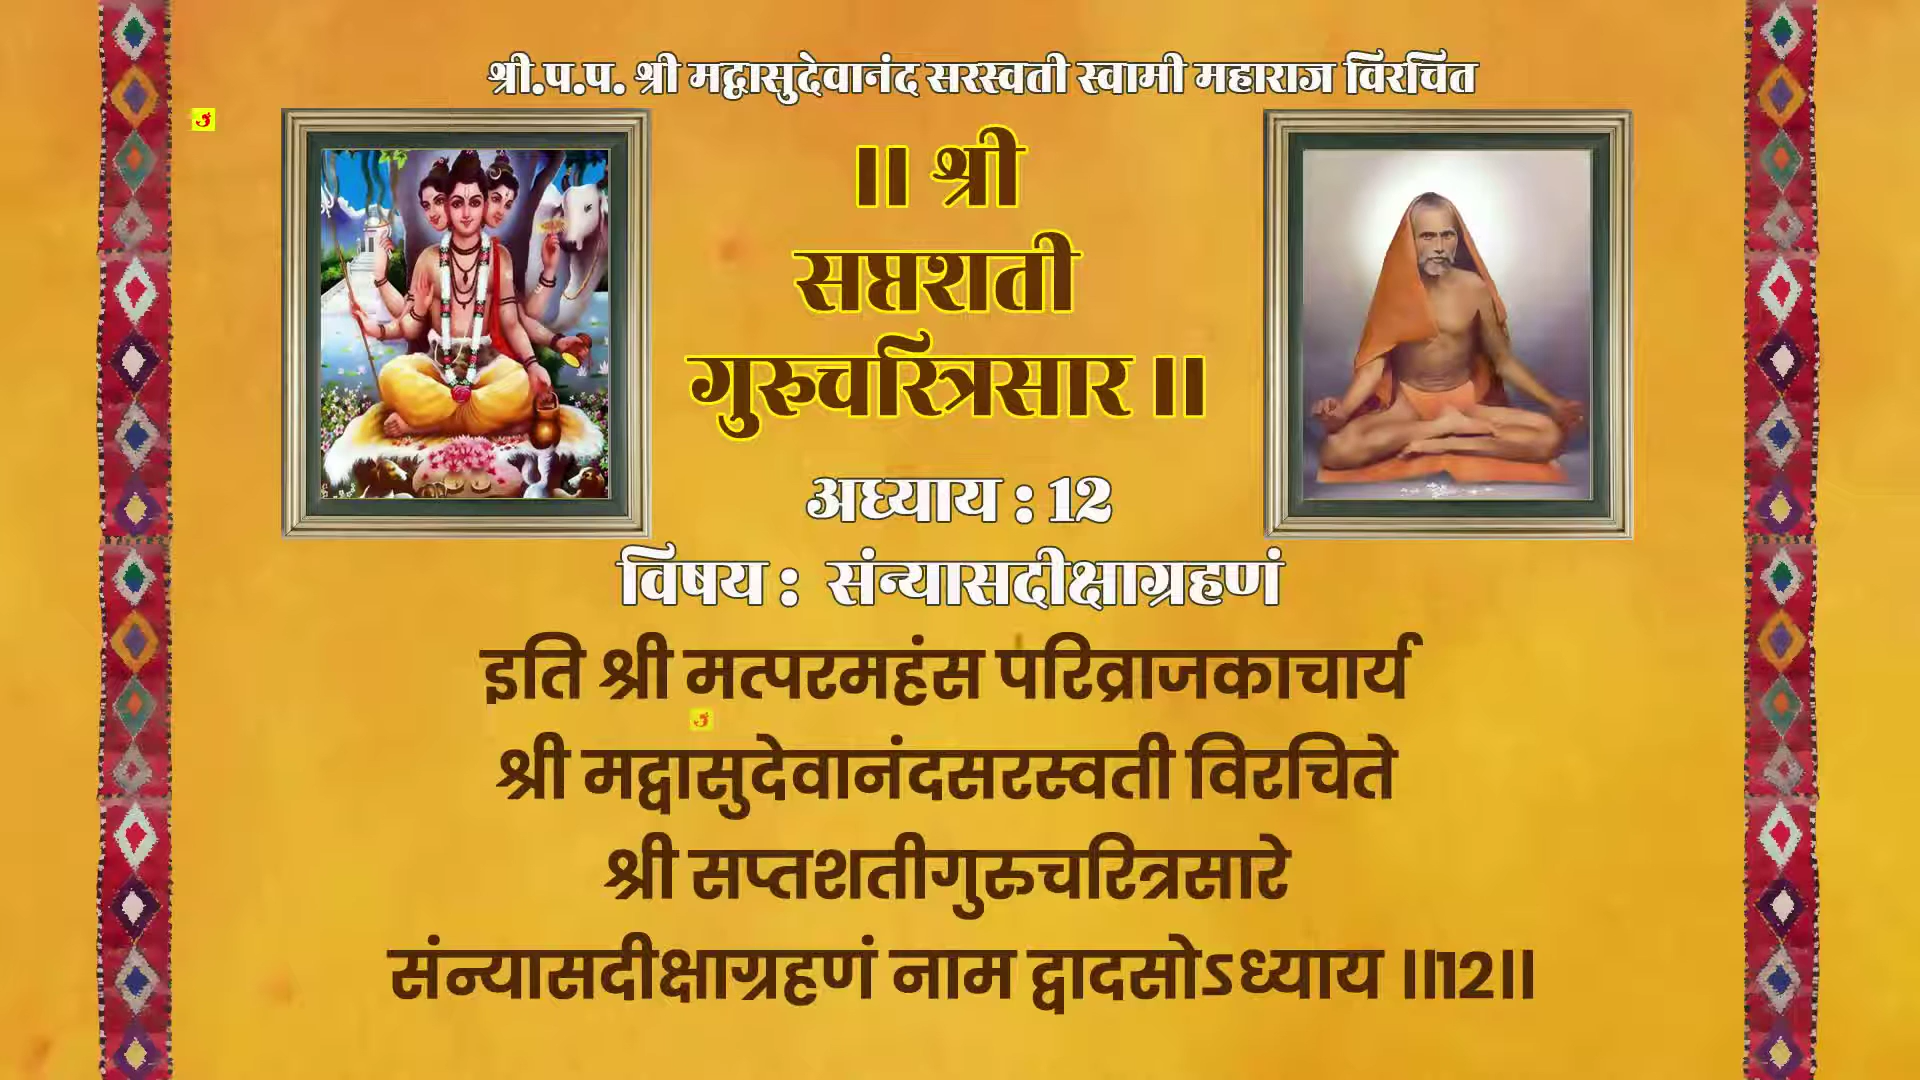 श्री.प.प. श्री मद्वासुदेवानंद सरस्वती स्वामी महाराज विरचित
॥ श्री
सप्तशती
गुरुचरित्रसार ॥
अध्याय : 12
विषय : संन्यासदीक्षाग्रहणं
इति श्री मत्परमहंस परिव्राजकाचार्य
श्री मद्वासुदेवानंदसरस्वती विरचिते
श्री सप्तशतीगुरुचरित्रसारे
संन्यासदीक्षाग्रहणं नाम द्वादसोऽध्याय ॥12॥